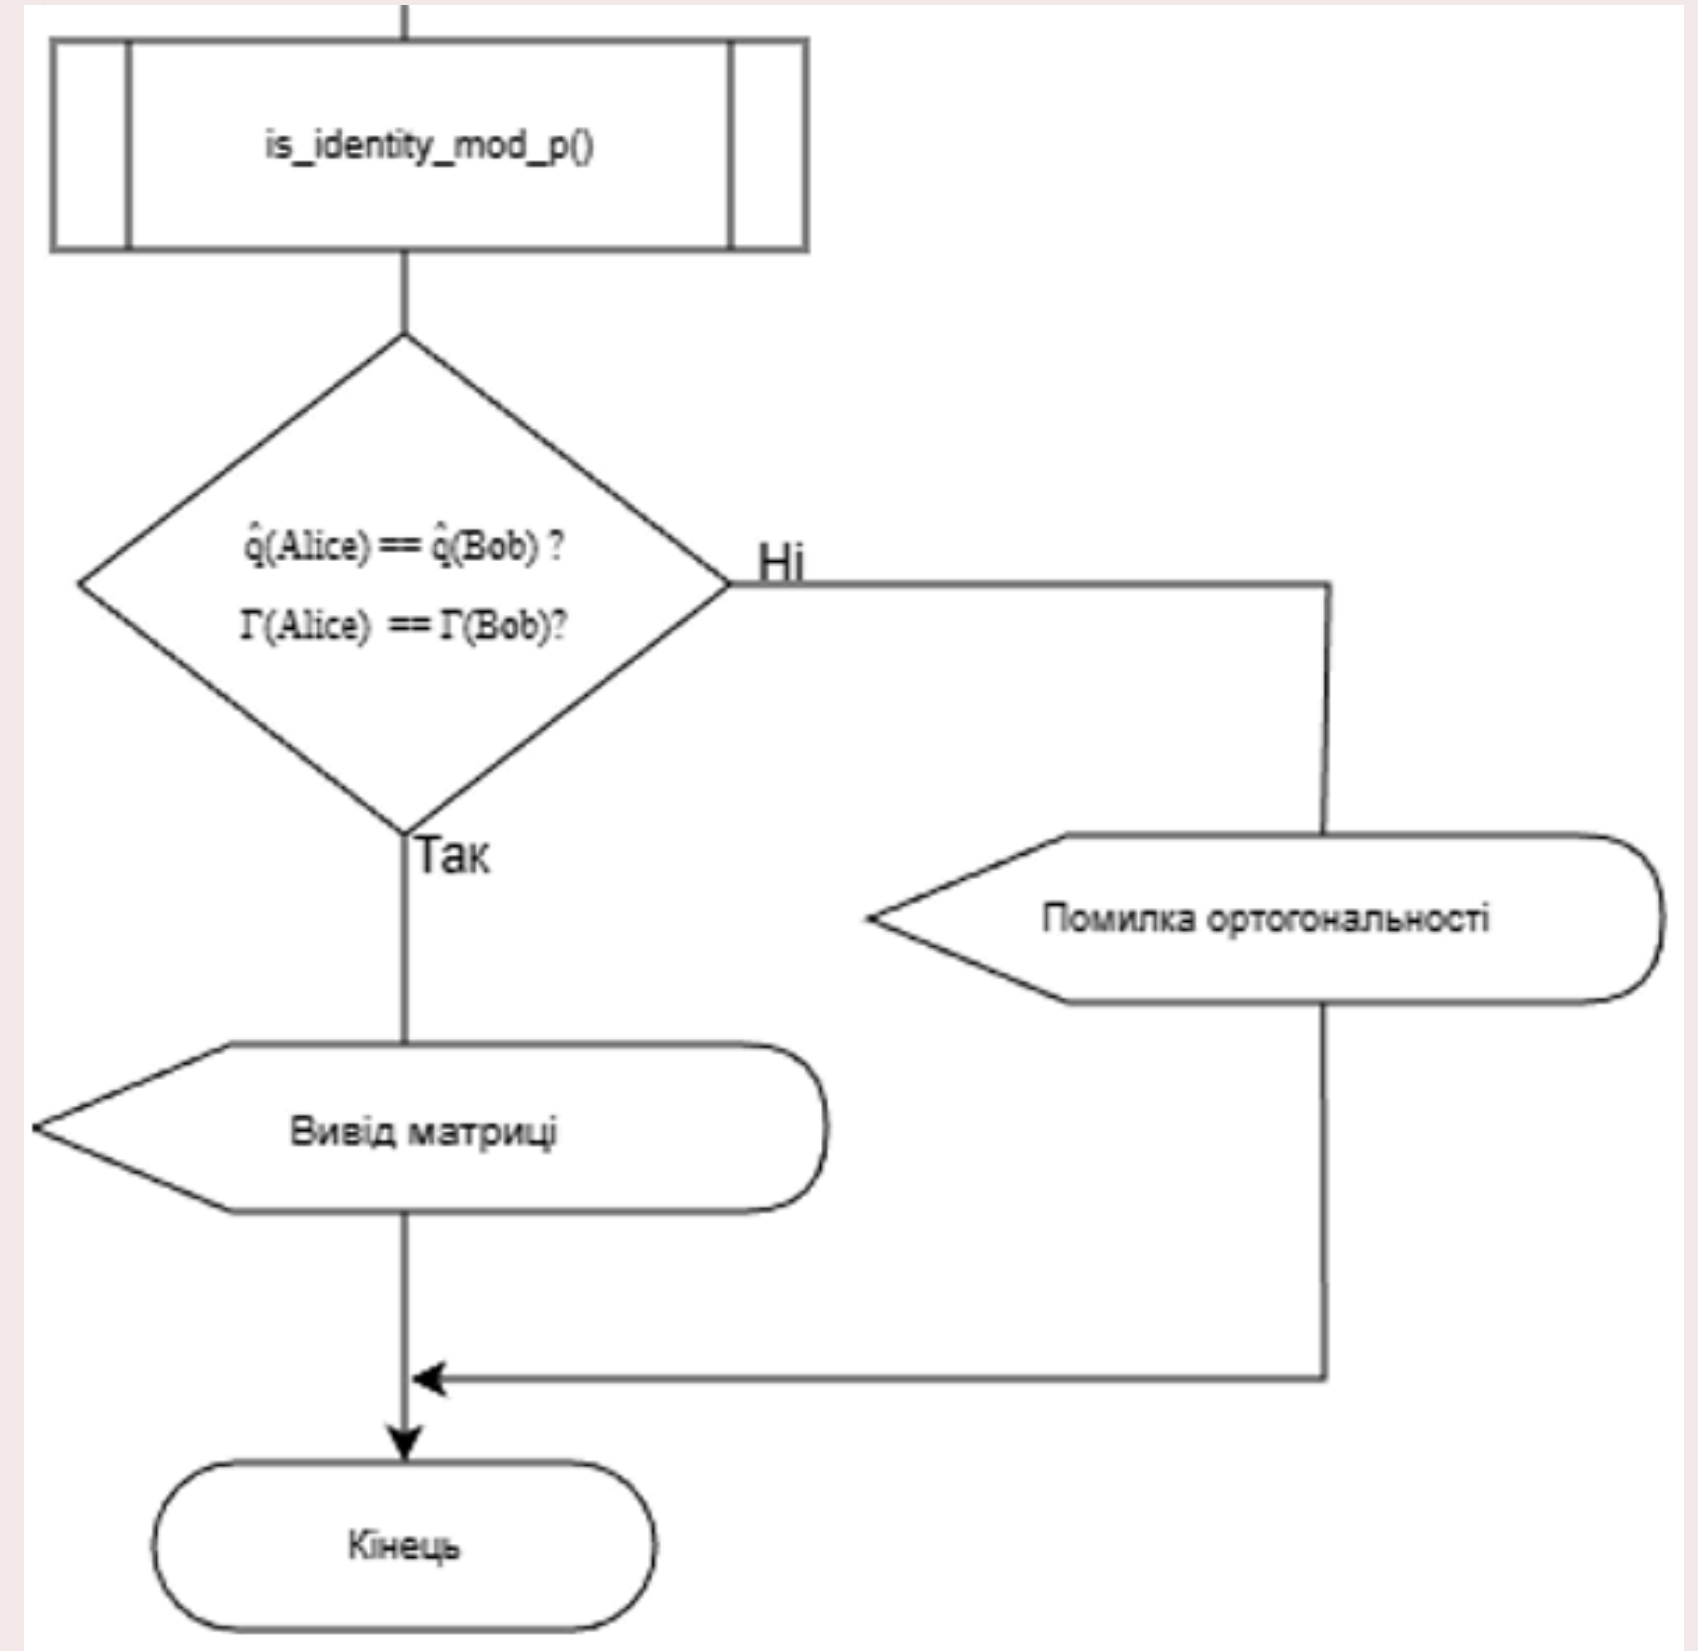 is_identity_mod_p()
q̂(Alice) == q̂(Bob) ?
Γ(Alice) == Γ(Bob)?
Ні
Так
Помилка ортогональності
Вивід матриці
Кінець